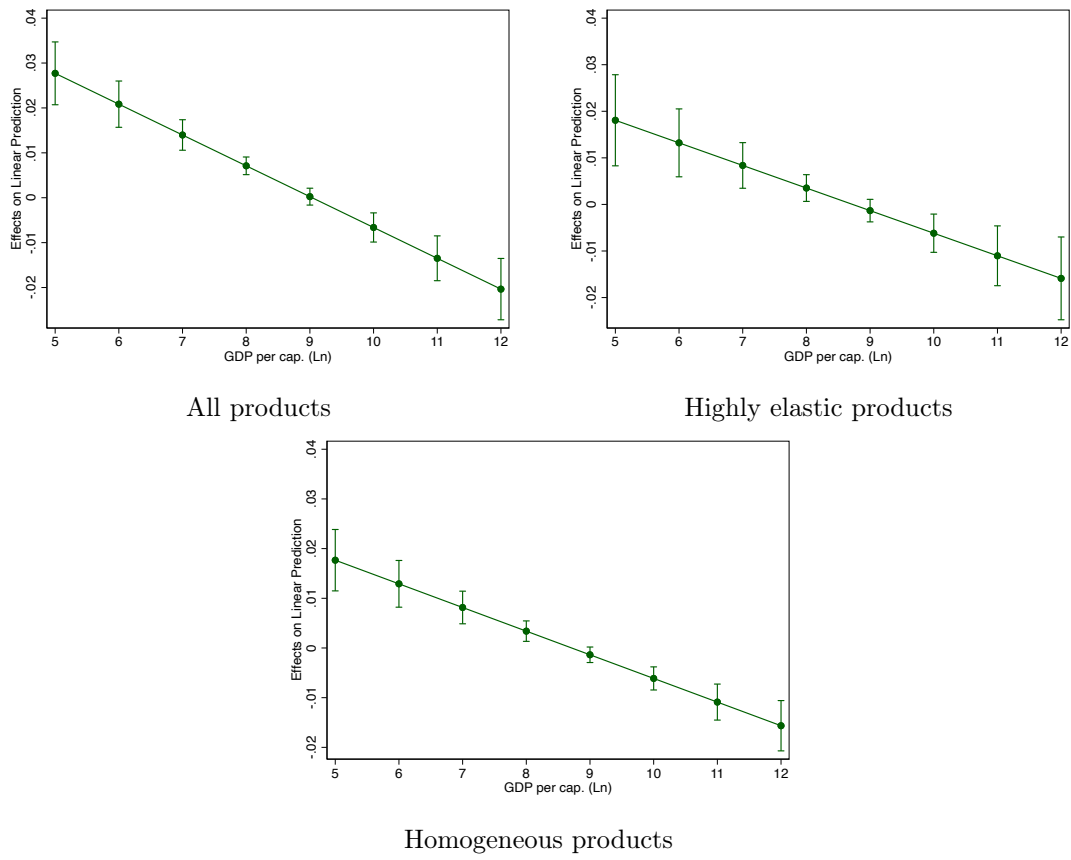 .04
.03
.02
.01
0
-.01
-.02
Effects on Linear Prediction
5 6 7 8 9 10 11 12
GDP per cap. (Ln)
All products
.04
.03
.02
.01
0
-.01
-.02
Effects on Linear Prediction
5 6 7 8 9 10 11 12
GDP per cap. (Ln)
Highly elastic products
.04
.03
.02
.01
0
-.01
-.02
Effects on Linear Prediction
5 6 7 8 9 10 11 12
GDP per cap. (Ln)
Homogeneous products